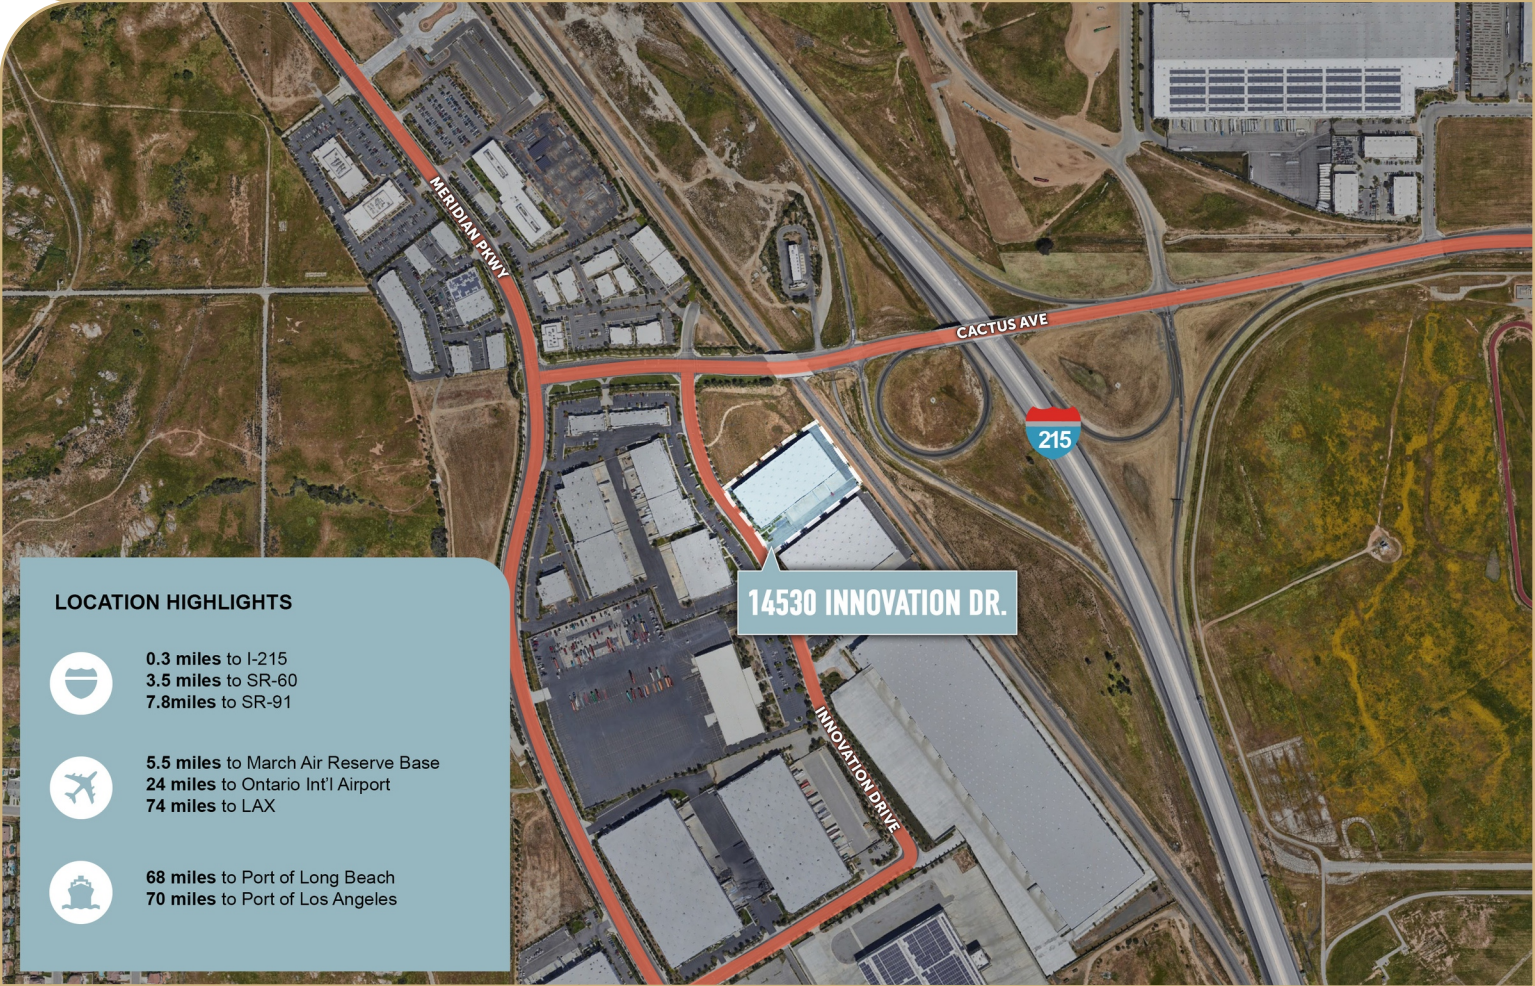 MERIDIAN PKWY
CACTUS AVE
215
14530 INNOVATION DR.
INNOVATION DRIVE
LOCATION HIGHLIGHTS
0.3 miles to I-215
3.5 miles to SR-60
7.8miles to SR-91
5.5 miles to March Air Reserve Base
24 miles to Ontario Int'l Airport
74 miles to LAX
68 miles to Port of Long Beach
70 miles to Port of Los Angeles